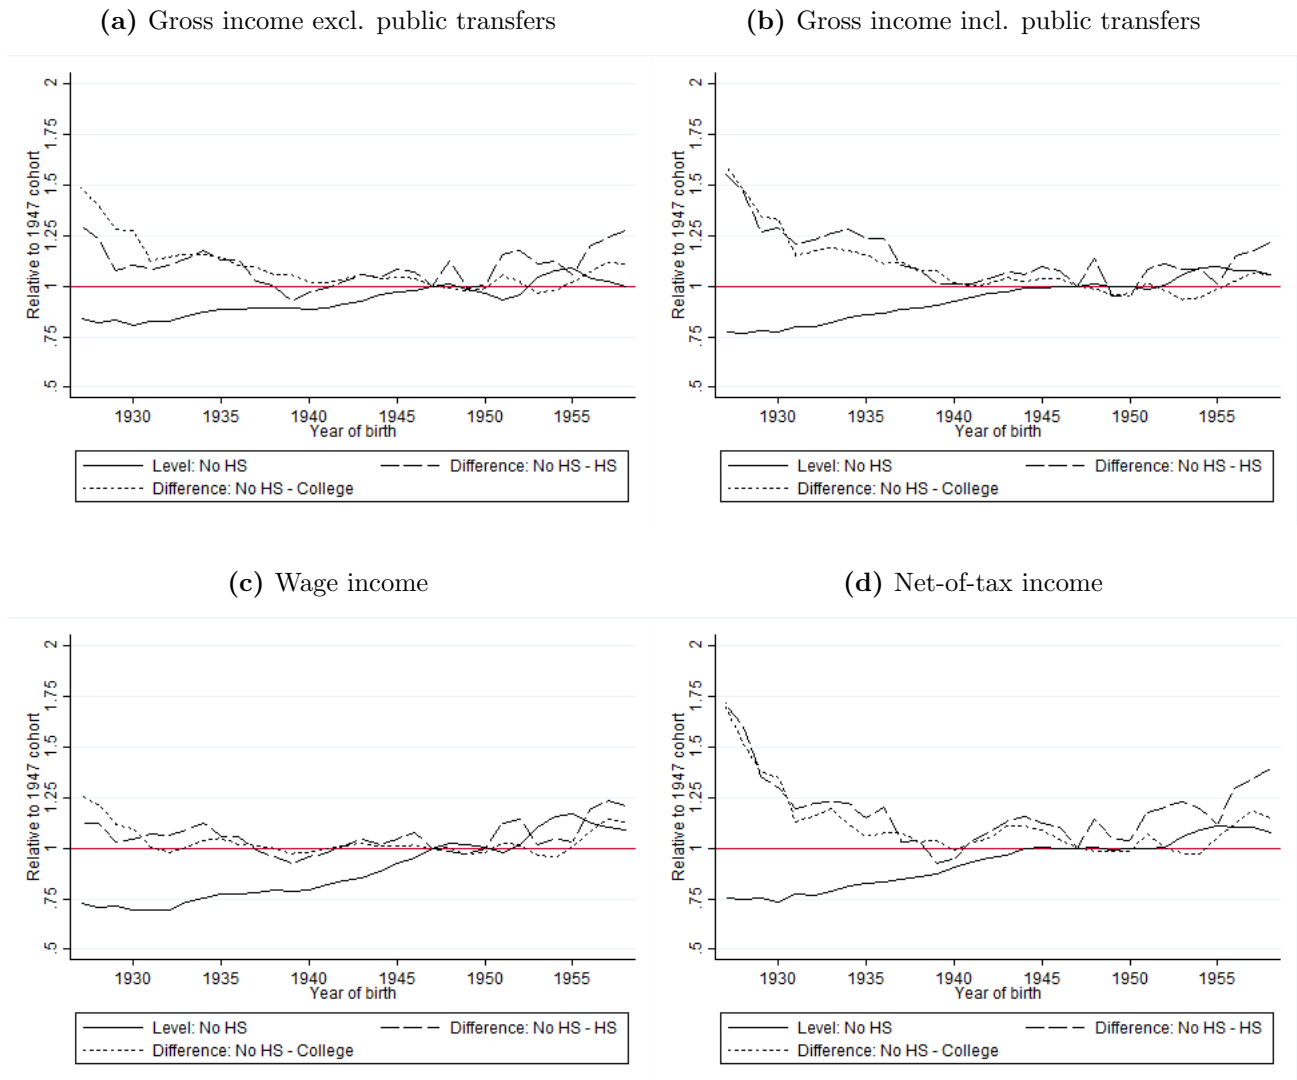 (a) Gross income excl. public transfers
Relative to 1947 cohort
2
1.75
1.5
1.25
1
.75
.5
1930 1935 1940 1945 1950 1955
Year of birth
Level: No HS
Difference: No HS - HS
Difference: No HS - College
(b) Gross income incl. public transfers
Relative to 1947 cohort
2
1.75
1.5
1.25
1
.75
.5
1930 1935 1940 1945 1950 1955
Year of birth
Level: No HS
Difference: No HS - HS
Difference: No HS - College
(c) Wage income
Relative to 1947 cohort
2
1.75
1.5
1.25
1
.75
.5
1930 1935 1940 1945 1950 1955
Year of birth
Level: No HS
Difference: No HS - HS
Difference: No HS - College
(d) Net-of-tax income
Relative to 1947 cohort
2
1.75
1.5
1.25
1
.75
.5
1930 1935 1940 1945 1950 1955
Year of birth
Level: No HS
Difference: No HS - HS
Difference: No HS - College